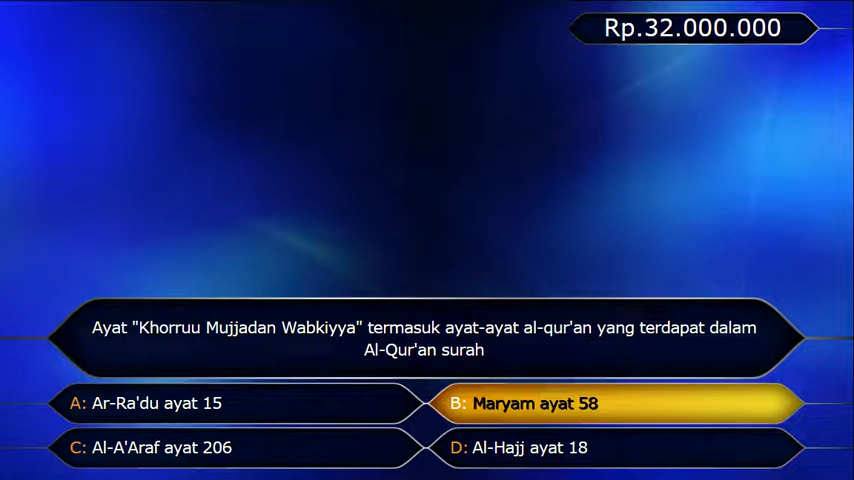 Rp.32.000.000
Ayat "Khorruu Mujjadan Wabkiyya" termasuk ayat-ayat al-qur'an yang terdapat dalam
Al-Qur'an surah
A: Ar-Ra'du ayat 15
B: Maryam ayat 58
C: Al-A'Araf ayat 206
D: Al-Hajj ayat 18